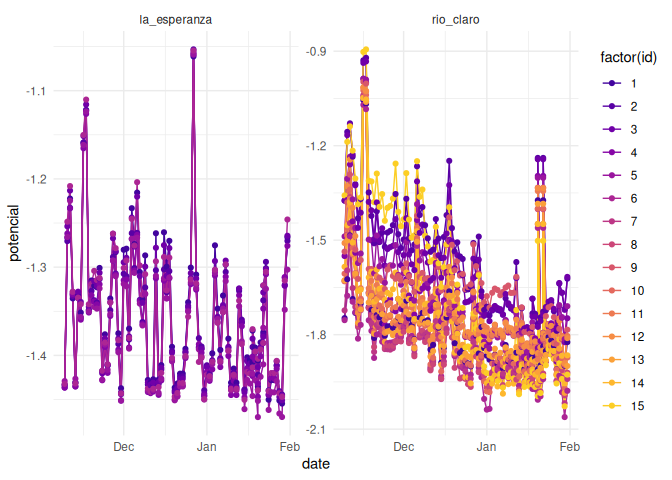 la_esperanza
rio_claro
potencial
-1.1
-1.2
-1.3
-1.4
-0.9
-1.2
-1.5
-1.8
-2.1
Dec
Jan
Feb
Dec
Jan
Feb
date
factor(id)
1
2
3
4
5
6
7
8
9
10
11
12
13
14
15